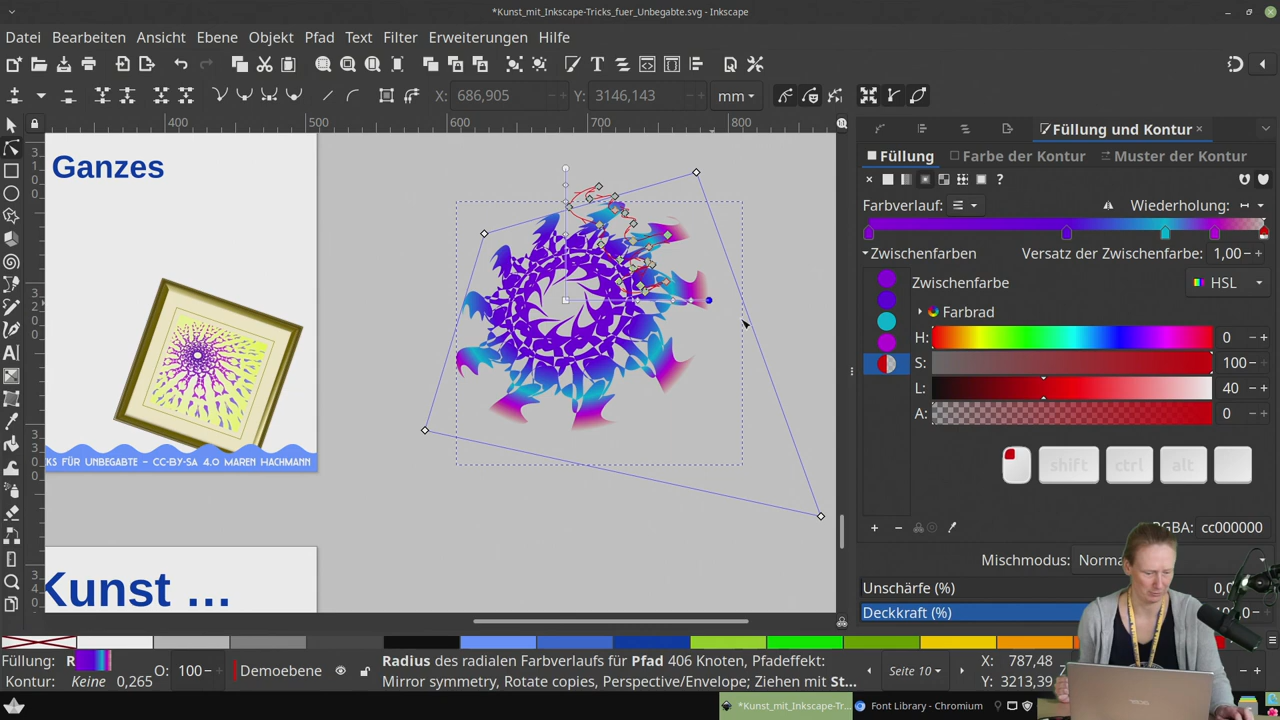 *Kunst_mit_Inkscape-Tricks_fuer_Unbegabte.svg - Inkscape
Datei Bearbeiten Ansicht Ebene Objekt Pfad Text Filter Erweiterungen Hilfe
X: 686,905 Y: 3146,143 mm
400 500 600 700 800
Füllung und Kontur
Ganzes
Füllung Farbe der Kontur Muster der Kontur
Farbverlauf: Wiederholung:
Zwischenfarben Versatz der Zwischenfarbe: 1,00
Zwischenfarbe HSL
Farbrad
H: 0
S: 100
L: 40
A: 0
shift ctrl alt
KS FÜR UNBEGABTE – CC-BY-SA 4.0 MAREN HACHMANN
RGBA: cc000000
Mischmodus: Norma
Unschärfe (%) 0,0
Deckkraft (%)
Kunst ...
Füllung: R O: 100 Demoebene Radius des radialen Farbverlaufs für Pfad 406 Knoten, Pfadeffekt: Seite 10 X: 787,48
Kontur: Keine 0,265 Mirror symmetry, Rotate copies, Perspective/Envelope; Ziehen mit St... Y: 3213,39
*Kunst_mit_Inkscape-Tr... Font Library - Chromium